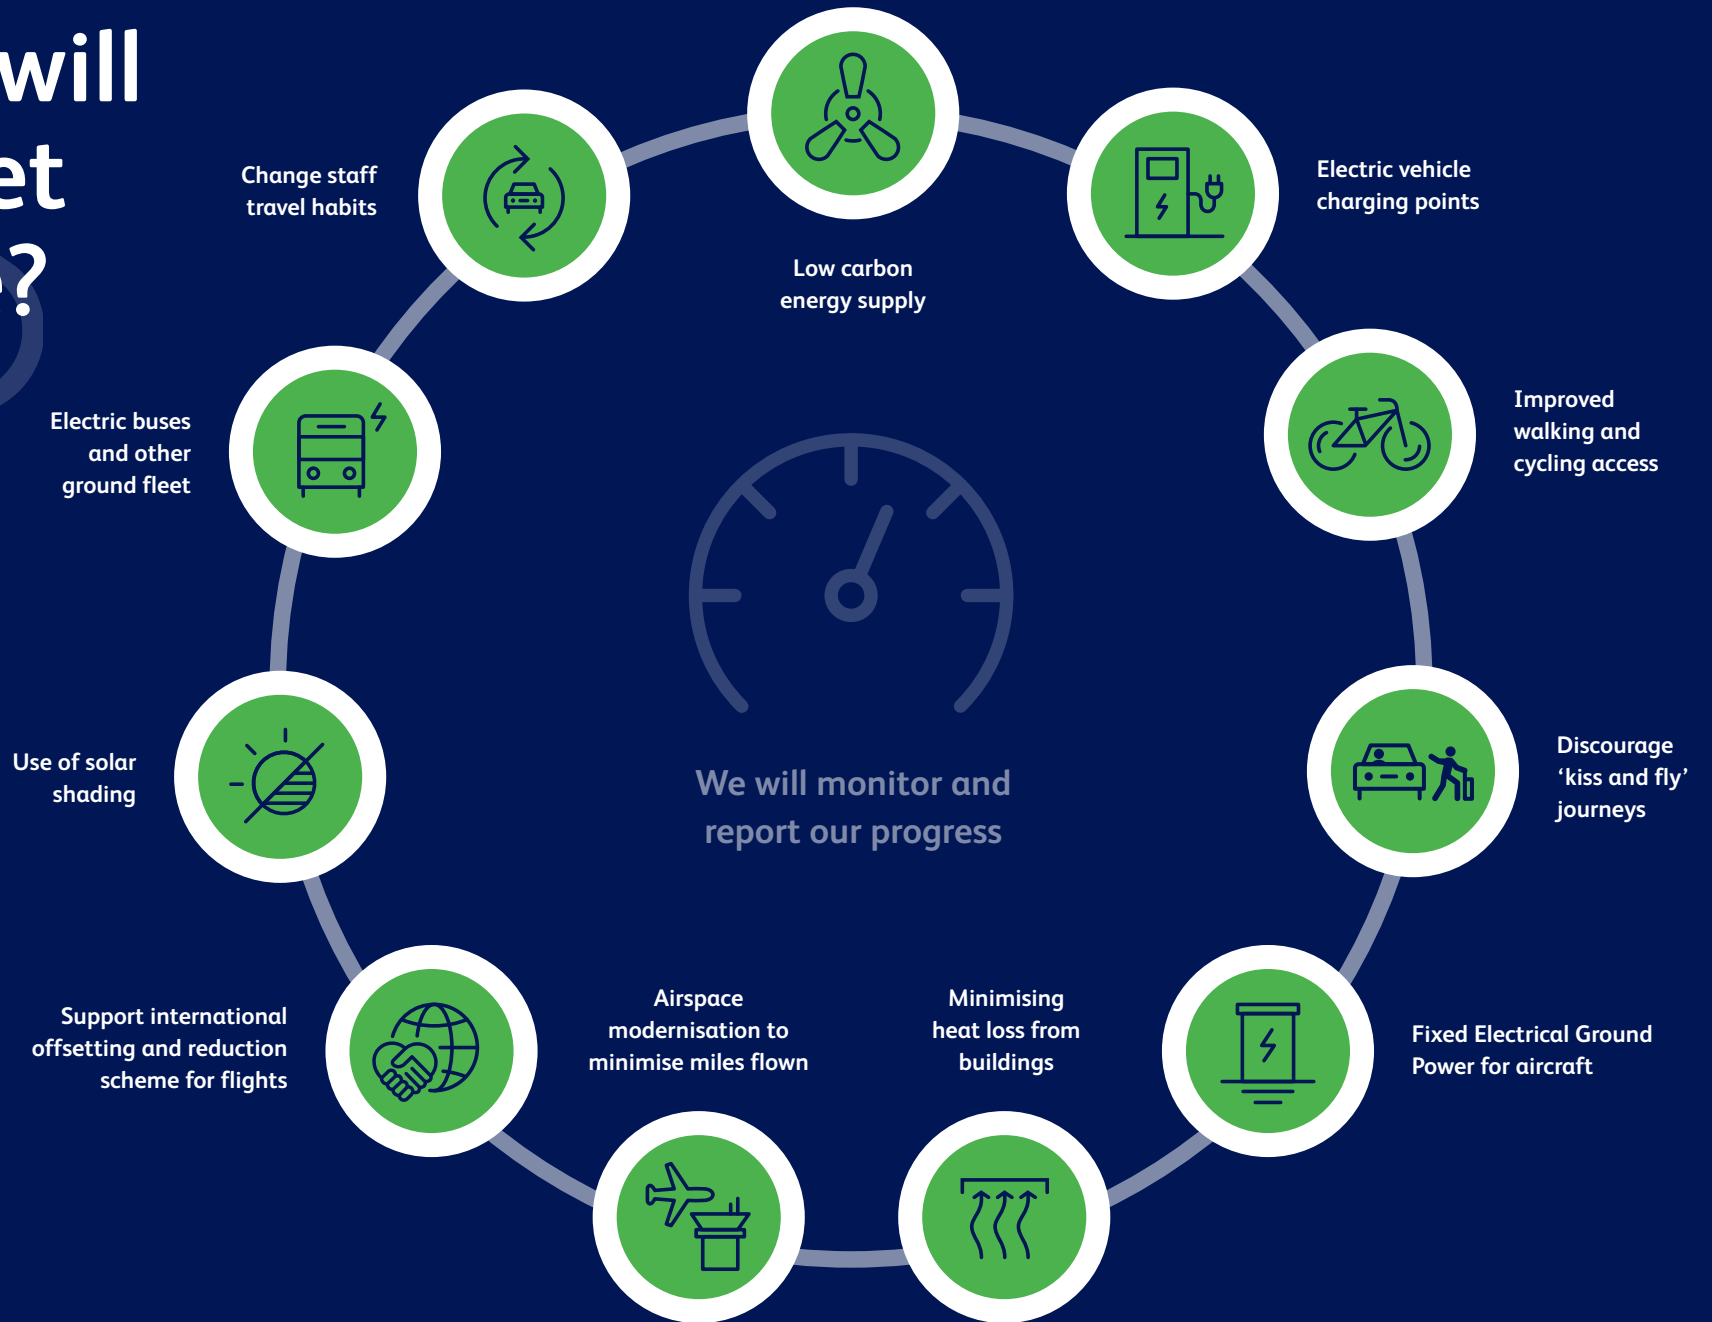 will
et
?
Low carbon
energy supply
Electric vehicle
charging points
Improved
walking and
cycling access
Discourage
‘kiss and fly’
journeys
Fixed Electrical Ground
Power for aircraft
Minimising
heat loss from
buildings
Airspace
modernisation to
minimise miles flown
Support international
offsetting and reduction
scheme for flights
Use of solar
shading
Electric buses
and other
ground fleet
Change staff
travel habits
We will monitor and
report our progress